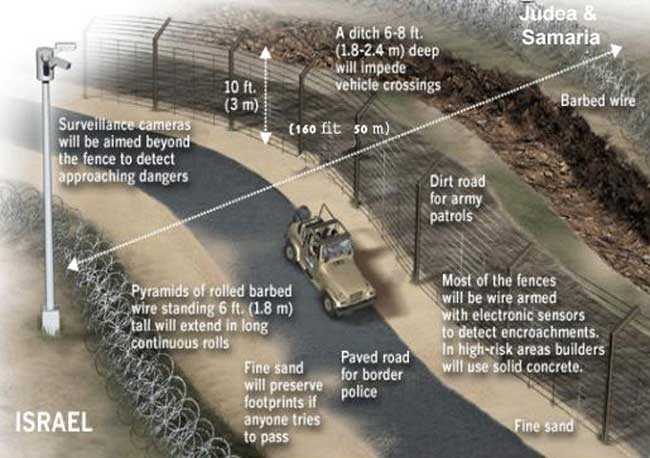 Judea &
Samaria
A ditch 6-8 ft.
(1.8-2.4 m) deep
will impede
vehicle crossings
10 ft.
(3 m)
Barbed wire
(160 fit 50 m)
Surveillance cameras
will be aimed beyond
the fence to detect
approaching dangers
Dirt road
for army
patrols
Most of the fences
will be wire armed
with electronic sensors
to detect encroachments.
In high-risk areas builders
will use solid concrete.
Pyramids of rolled barbed
wire standing 6 ft. (1.8 m)
tall will extend in long
continuous rolls
Fine sand
will preserve
footprints if
anyone tries
to pass
Paved road
for border
police
ISRAEL
Fine sand